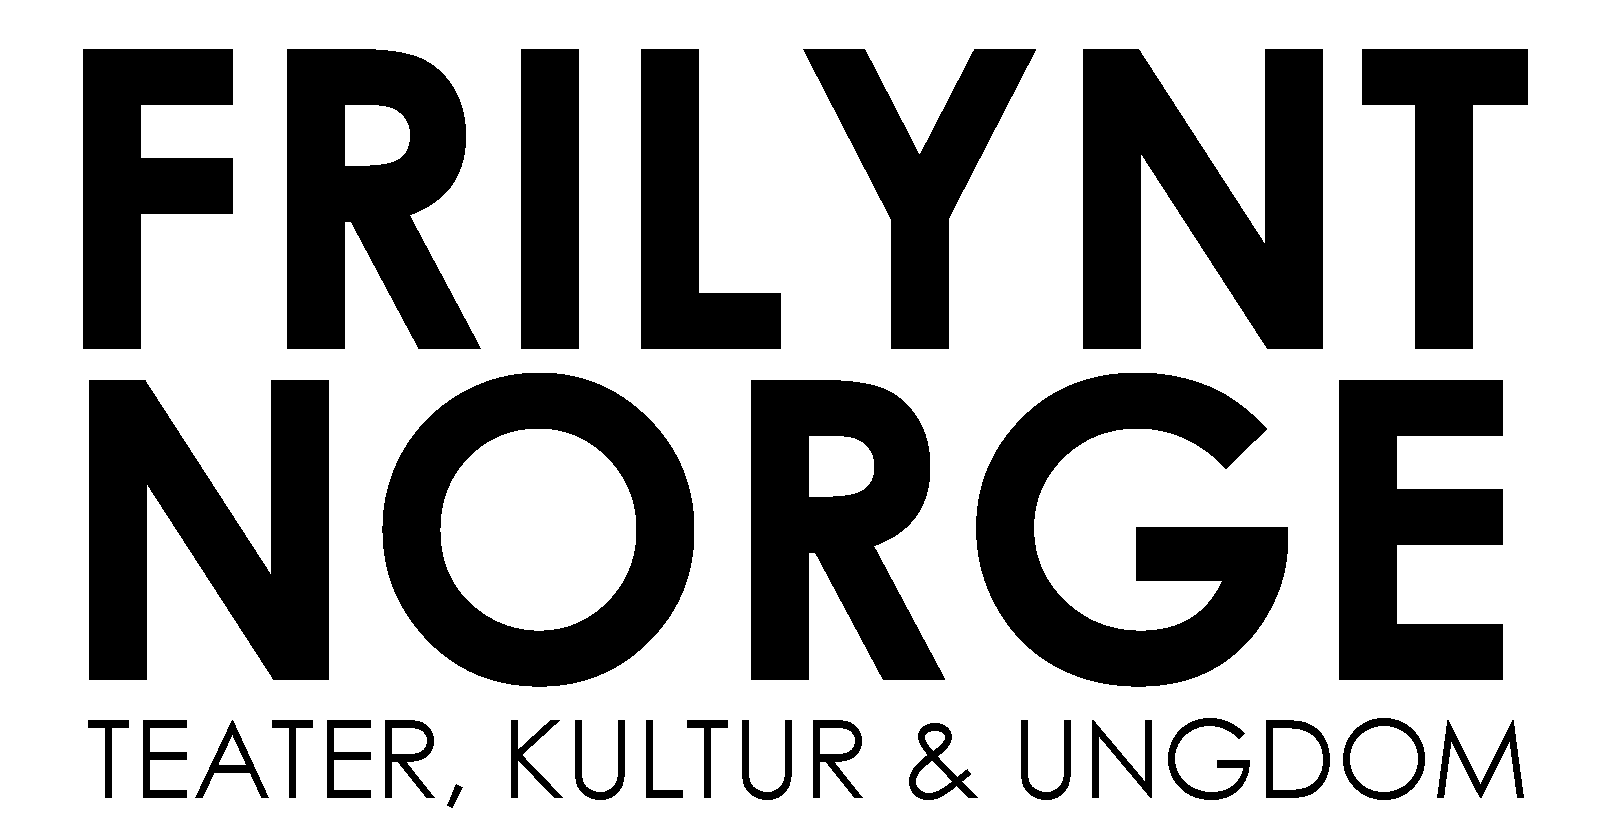 FRILYNT
NORGE
TEATER, KULTUR & UNGDOM